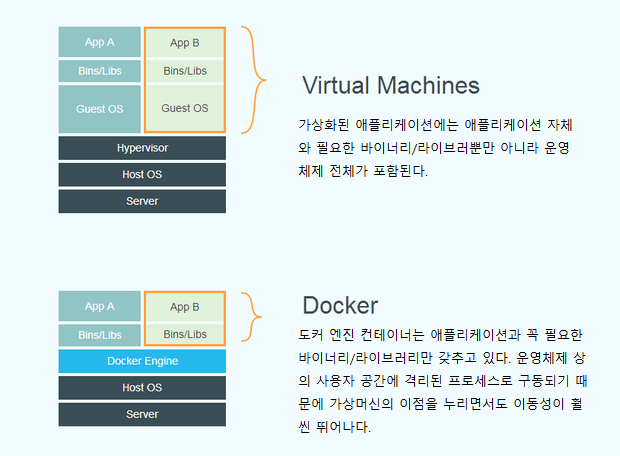 App A
App B
Bins/Libs
Bins/Libs
Guest OS
Guest OS
Hypervisor
Host OS
Server
Virtual Machines
가상화된 애플리케이션에는 애플리케이션 자체
와 필요한 바이너리/라이브러뿐만 아니라 운영
체제 전체가 포함된다.
App A
App B
Bins/Libs
Bins/Libs
Docker Engine
Host OS
Server
Docker
도커 엔진 컨테이너는 애플리케이션과 꼭 필요한
바이너리/라이브러리만 갖추고 있다. 운영체제 상
의 사용자 공간에 격리된 프로세스로 구동되기 때
문에 가상머신의 이점을 누리면서도 이동성이 훨
씬 뛰어나다.